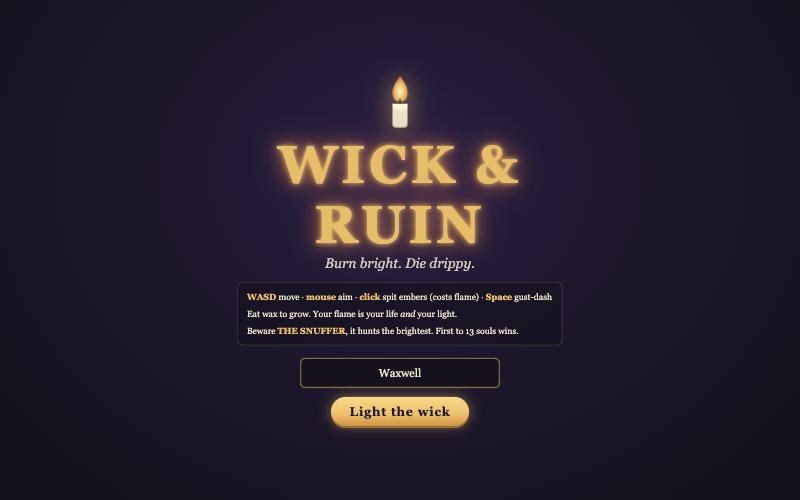 WICK &
RUIN
Burn bright. Die drippy.
WASD move · mouse aim · click spit embers (costs flame) · Space gust-dash
Eat wax to grow. Your flame is your life and your light.
Beware THE SNUFFER, it hunts the brightest. First to 13 souls wins.
Waxwell
Light the wick